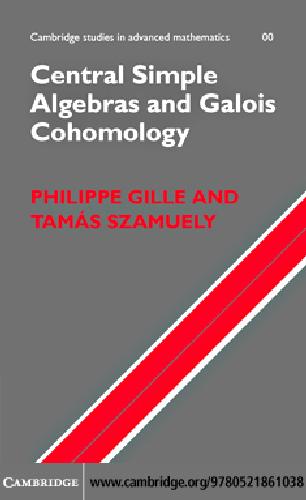 Cambridge studies in advanced mathematics 00
Central Simple
Algebras and Galois
Cohomology
PHILIPPE GILLE AND
TAMÁS SZAMUELY
CAMBRIDGE www.cambridge.org/9780521861038